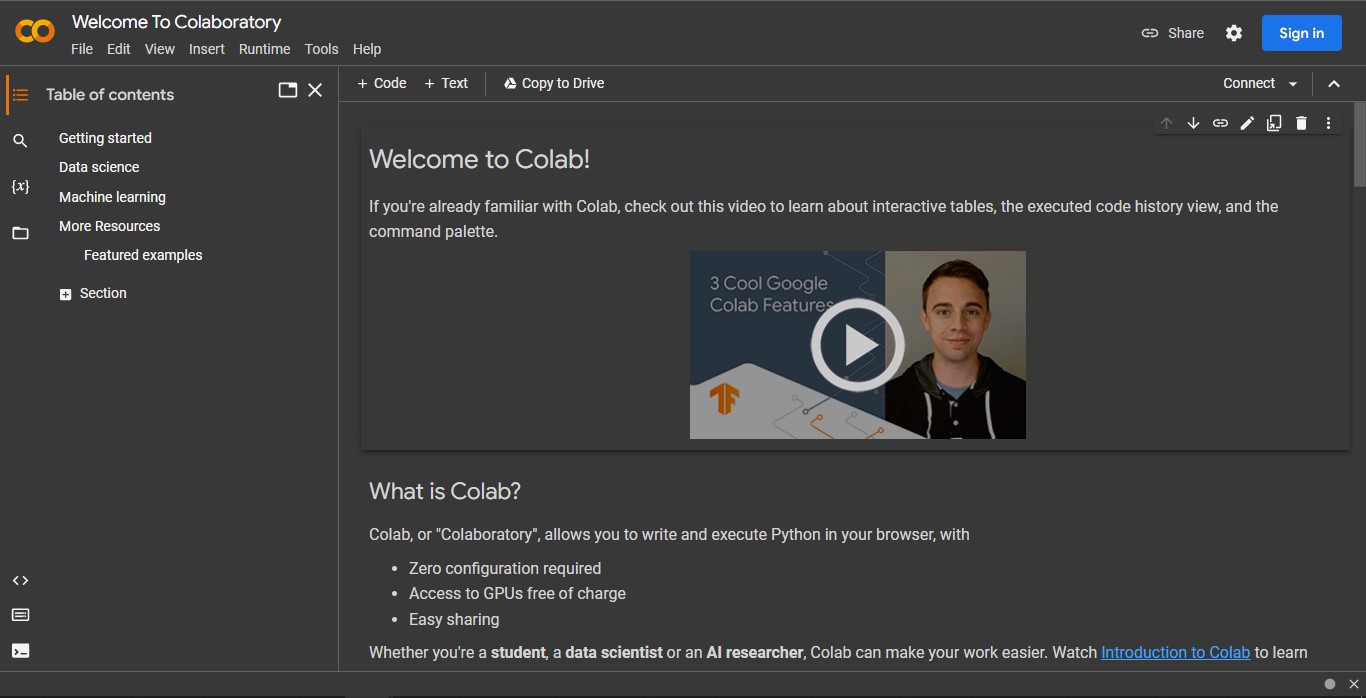 Welcome To Colaboratory
File Edit View Insert Runtime Tools Help
Share
Sign in
Table of contents
Getting started
Data science
Machine learning
More Resources
Featured examples
Section
{x}
+ Code + Text Copy to Drive
Connect
Welcome to Colab!
If you're already familiar with Colab, check out this video to learn about interactive tables, the executed code history view, and the
command palette.
3 Cool Google
Colab Features
What is Colab?
Colab, or "Colaboratory", allows you to write and execute Python in your browser, with
• Zero configuration required
• Access to GPUs free of charge
• Easy sharing
Whether you're a student, a data scientist or an AI researcher, Colab can make your work easier. Watch Introduction to Colab to learn